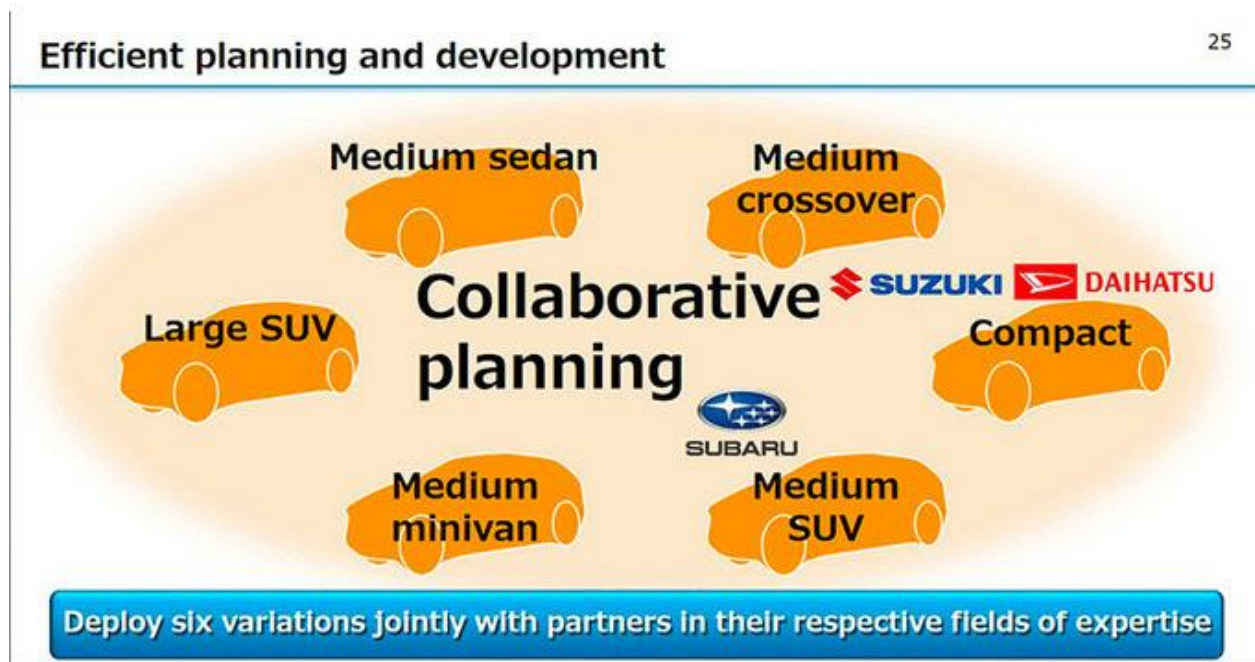 Efficient planning and development
25
Medium sedan
Medium
crossover
SUZUKI
DAIHATSU
Large SUV
Collaborative
planning
Compact
SUBARU
Medium
minivan
Medium
SUV
Deploy six variations jointly with partners in their respective fields of expertise